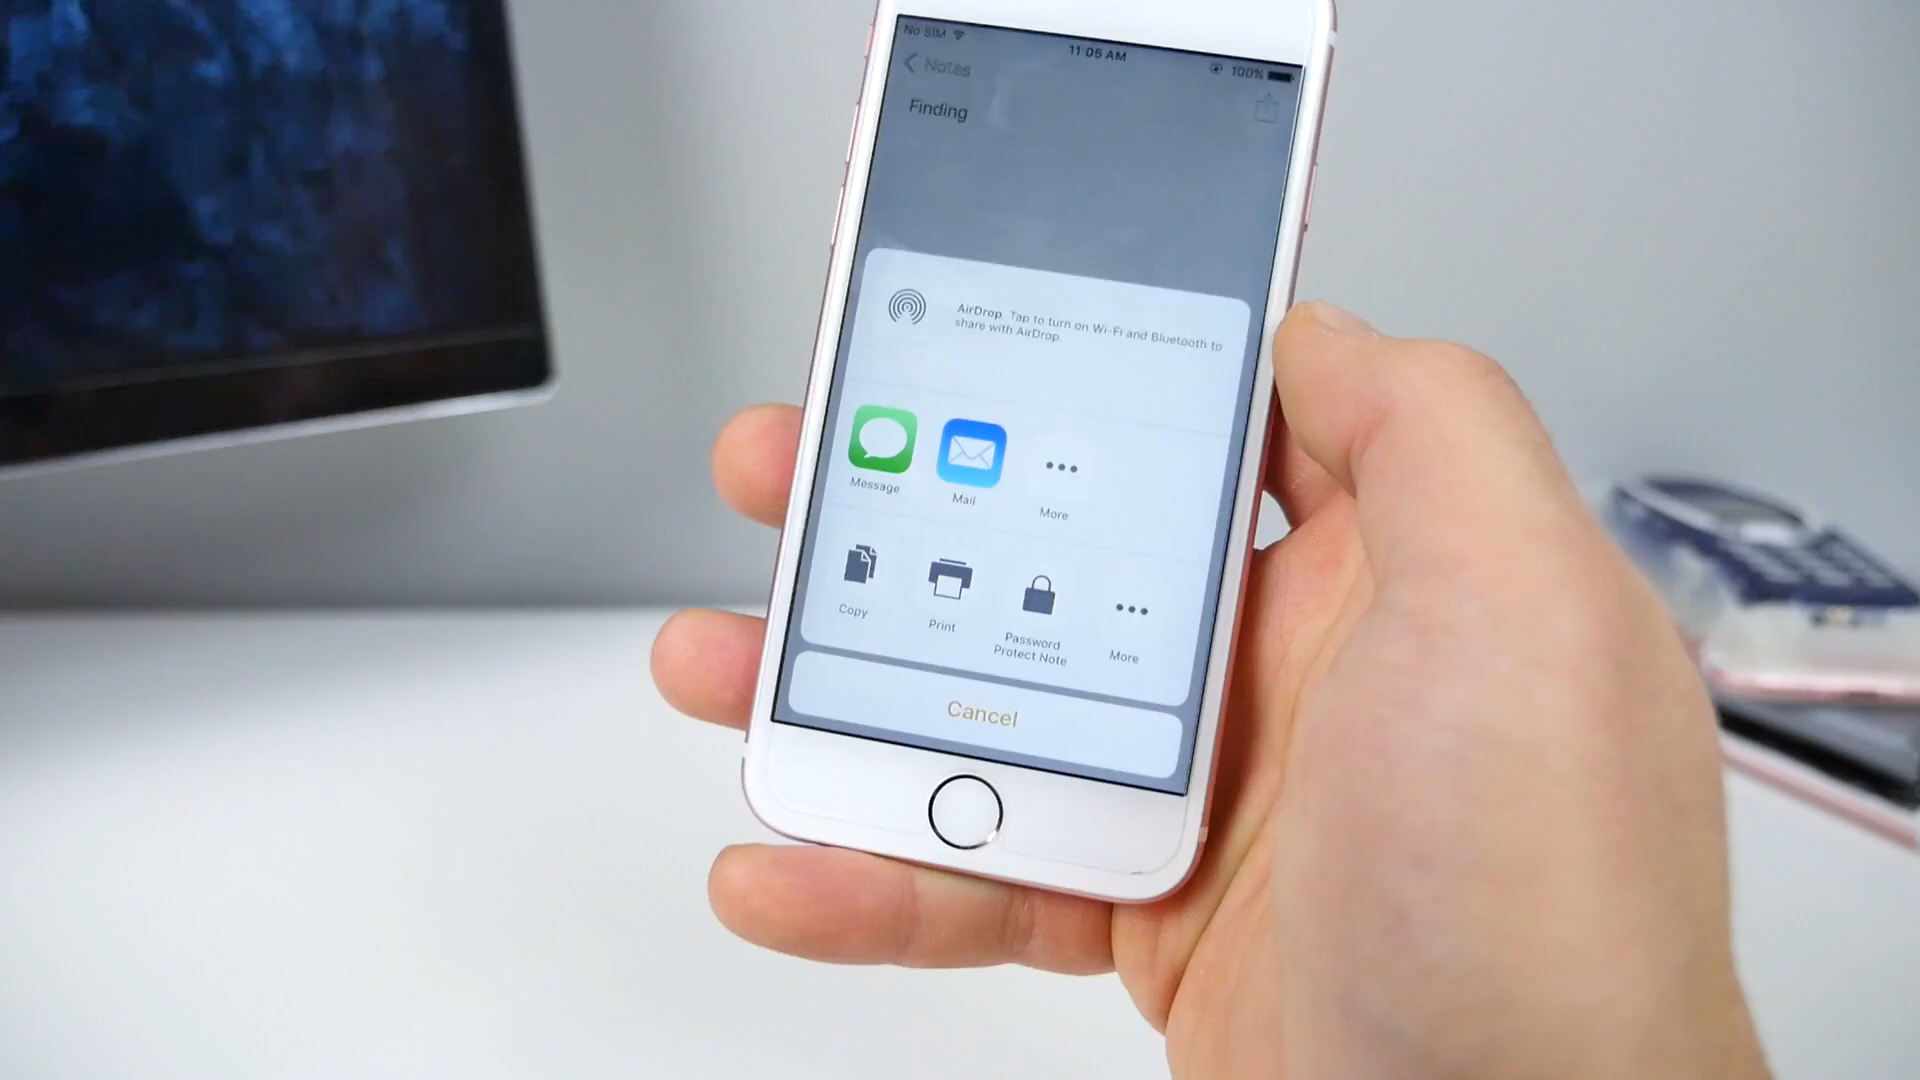 No SIM
11:05 AM
100%
Notes
Finding
AirDrop. Tap to turn on Wi-Fi and Bluetooth to
share with AirDrop.
Message
Mail
More
Copy
Print
Password
Protect Note
More
Cancel